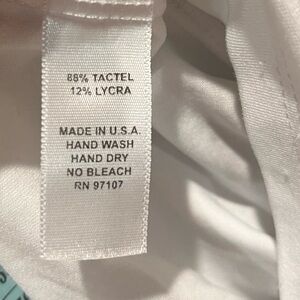 88% TACTEL
12% LYCRA
MADE IN U.S.A.
HAND WASH
HAND DRY
NO BLEACH
RN 97107